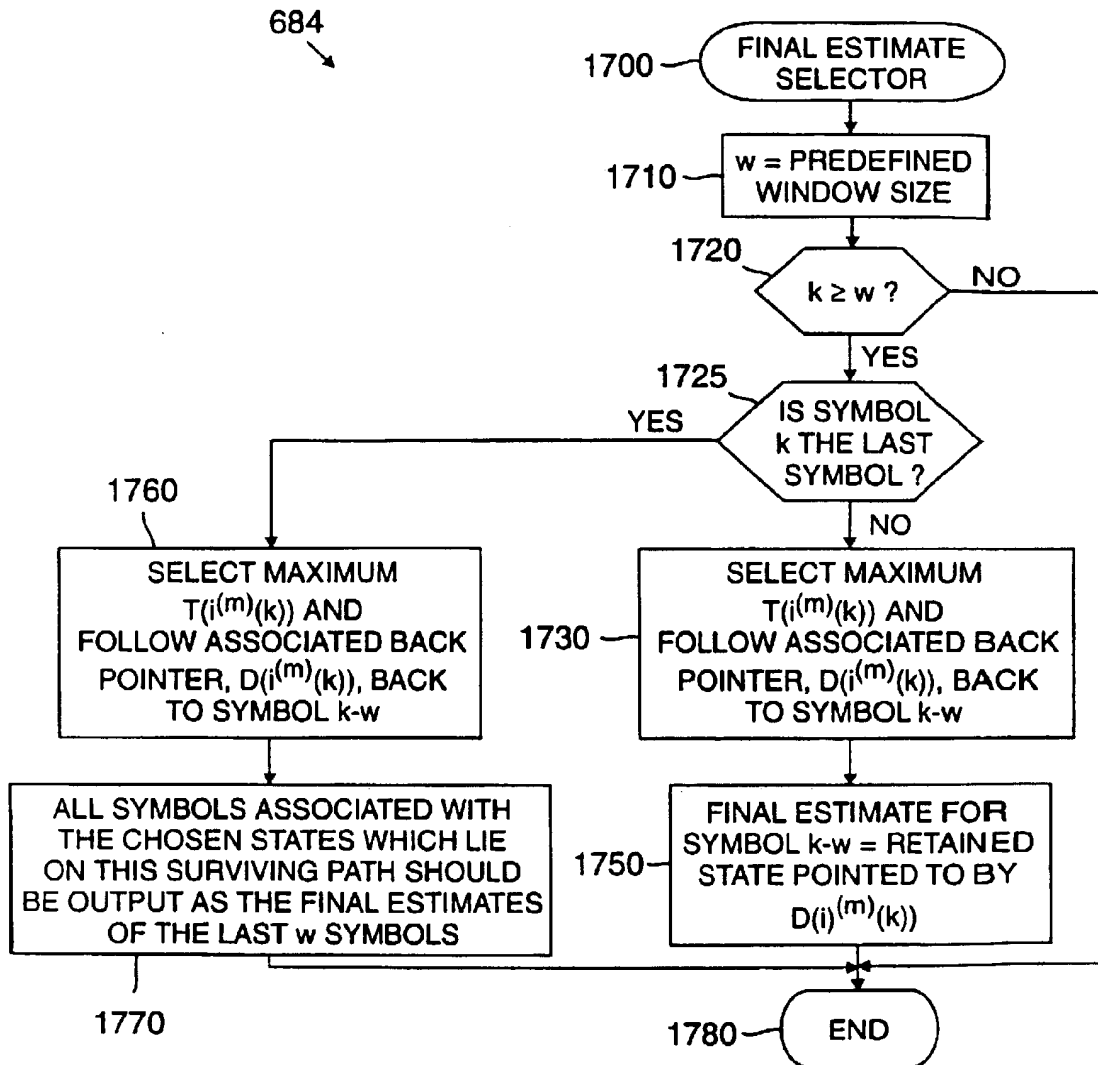 684
1700
FINAL ESTIMATE
SELECTOR
1710
w = PREDEFINED
WINDOW SIZE
1720
k ≥ w ?
NO
YES
1725
IS SYMBOL
k THE LAST
SYMBOL ?
YES
NO
1760
SELECT MAXIMUM
T(i^(m)(k)) AND
FOLLOW ASSOCIATED BACK
POINTER, D(i^(m)(k)), BACK
TO SYMBOL k-w
1730
SELECT MAXIMUM
T(i^(m)(k)) AND
FOLLOW ASSOCIATED BACK
POINTER, D(i^(m)(k)), BACK
TO SYMBOL k-w
ALL SYMBOLS ASSOCIATED WITH
THE CHOSEN STATES WHICH LIE
ON THIS SURVIVING PATH SHOULD
BE OUTPUT AS THE FINAL ESTIMATES
OF THE LAST w SYMBOLS
1770
1750
FINAL ESTIMATE FOR
SYMBOL k-w = RETAINED
STATE POINTED TO BY
D(i)^(m)(k))
1780
END